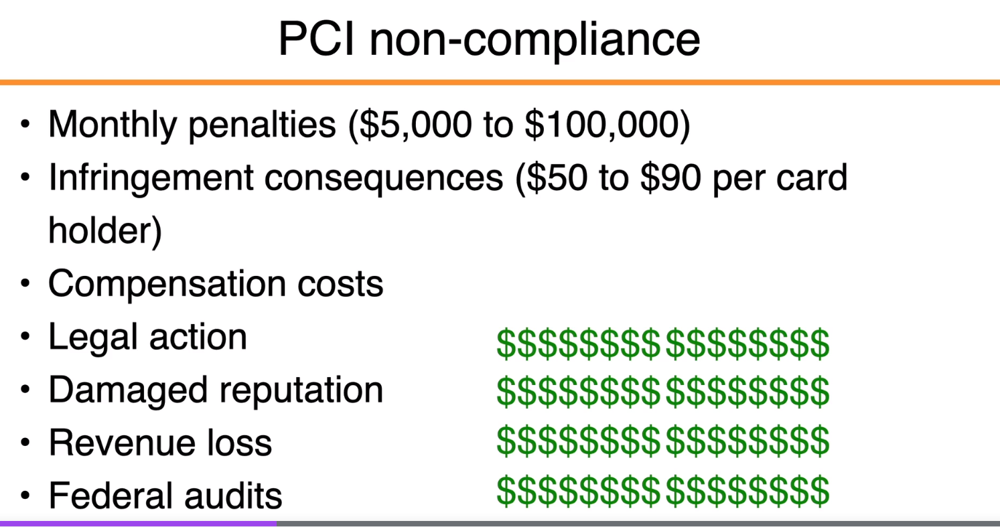 PCI non-compliance
• Monthly penalties ($5,000 to $100,000)
• Infringement consequences ($50 to $90 per card
holder)
• Compensation costs
• Legal action
• Damaged reputation
• Revenue loss
• Federal audits
$$$$$$$$ $$$$$$$$
$$$$$$$$ $$$$$$$$
$$$$$$$$ $$$$$$$$
$$$$$$$$ $$$$$$$$